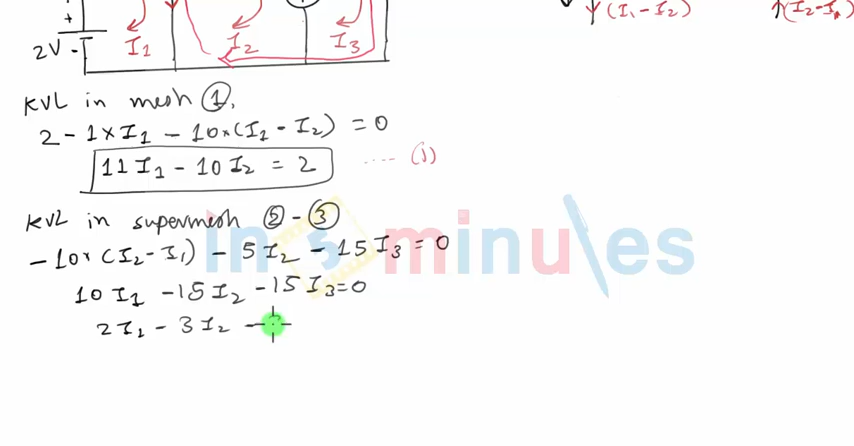 2V
+
-
I₁
I₂
I₃
(I₁ - I₂)
(I₂ - I₁)
KVL in mesh ①,
2 - 1 × I₁ - 10 × (I₁ - I₂) = 0
11 I₁ - 10 I₂ = 2 .... (1)
KVL in supermesh ② - ③
- 10 × (I₂ - I₁) - 5 I₂ - 15 I₃ = 0
10 I₁ - 15 I₂ - 15 I₃ = 0
2 I₁ - 3 I₂ -
in 5 minutes